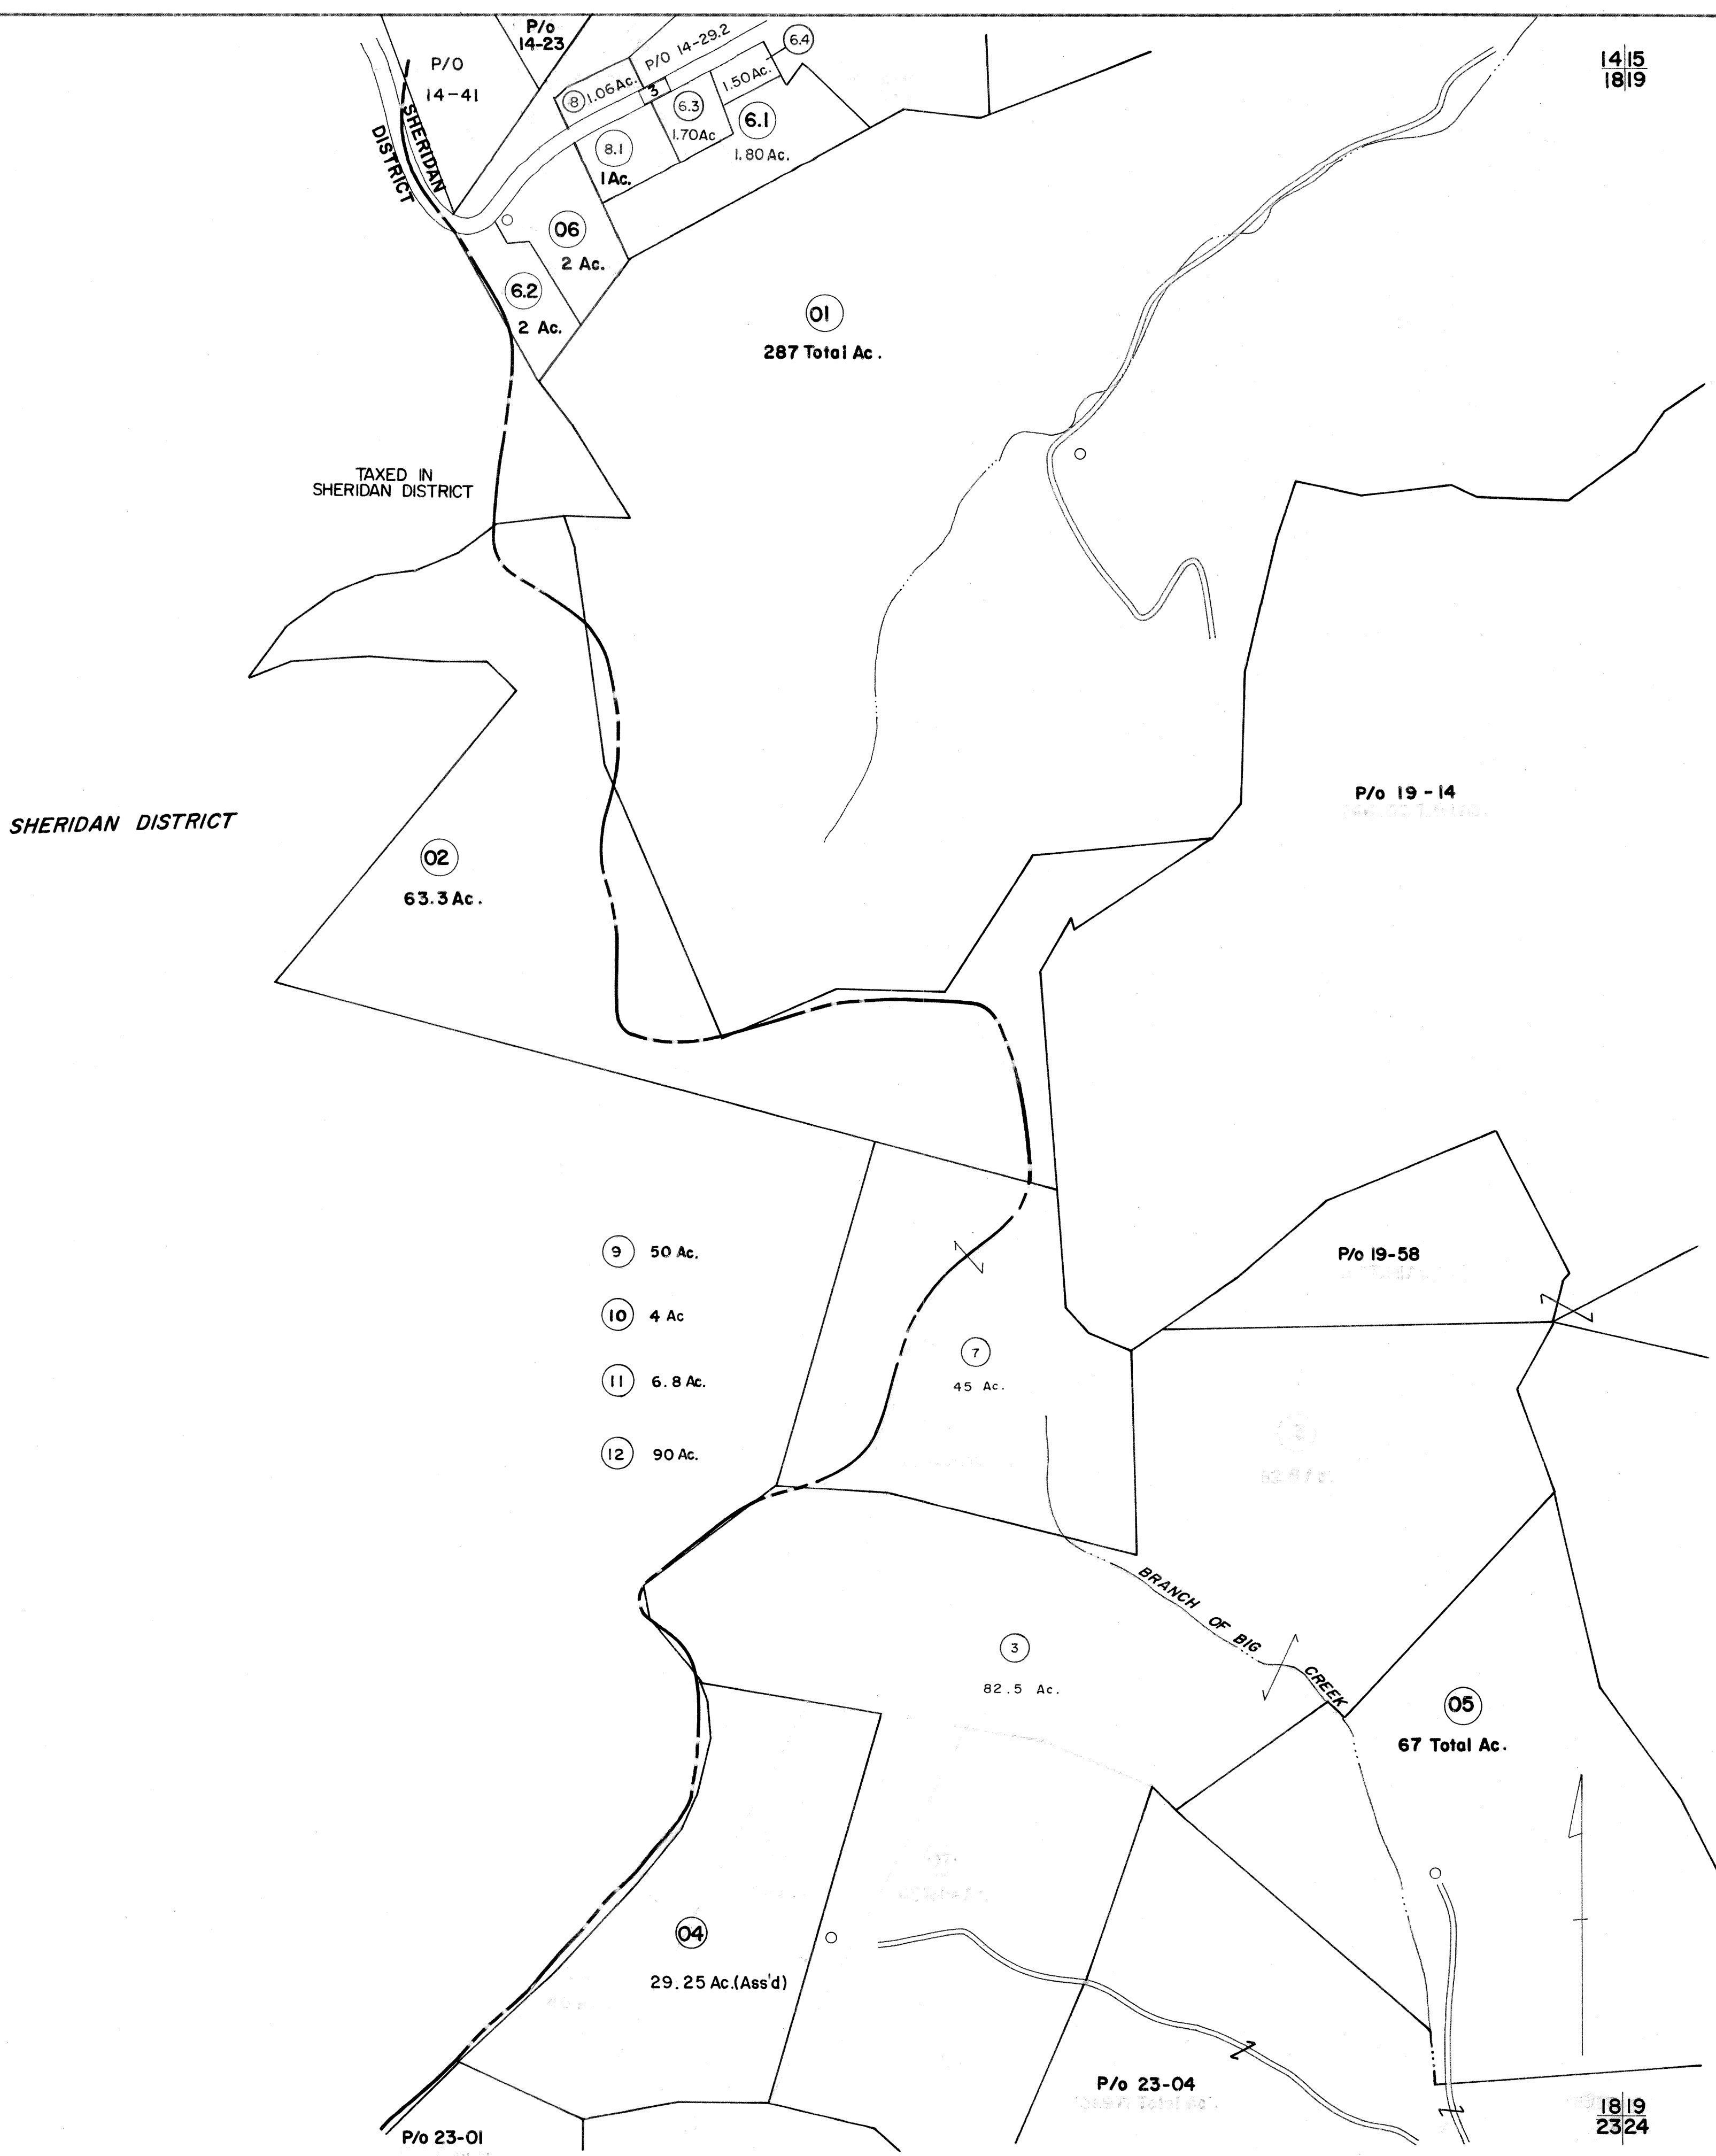 P/o
14-23
P/O
14-41
P/O 14-29.2
6.4
14|15
18|19
8
1.06 Ac.
3
1.50 Ac.
6.3
1.70 Ac
6.1
1.80 Ac.
8.1
1 Ac.
SHERIDAN
DISTRICT
06
2 Ac.
6.2
2 Ac.
01
287 Total Ac.
TAXED IN
SHERIDAN DISTRICT
P/o 19-14
SHERIDAN DISTRICT
02
63.3 Ac.
9 50 Ac.
10 4 Ac
11 6.8 Ac.
12 90 Ac.
P/o 19-58
7
45 Ac.
BRANCH OF BIG CREEK
3
82.5 Ac.
05
67 Total Ac.
04
29.25 Ac.(Ass'd)
P/o 23-04
P/o 23-01
18|19
23|24